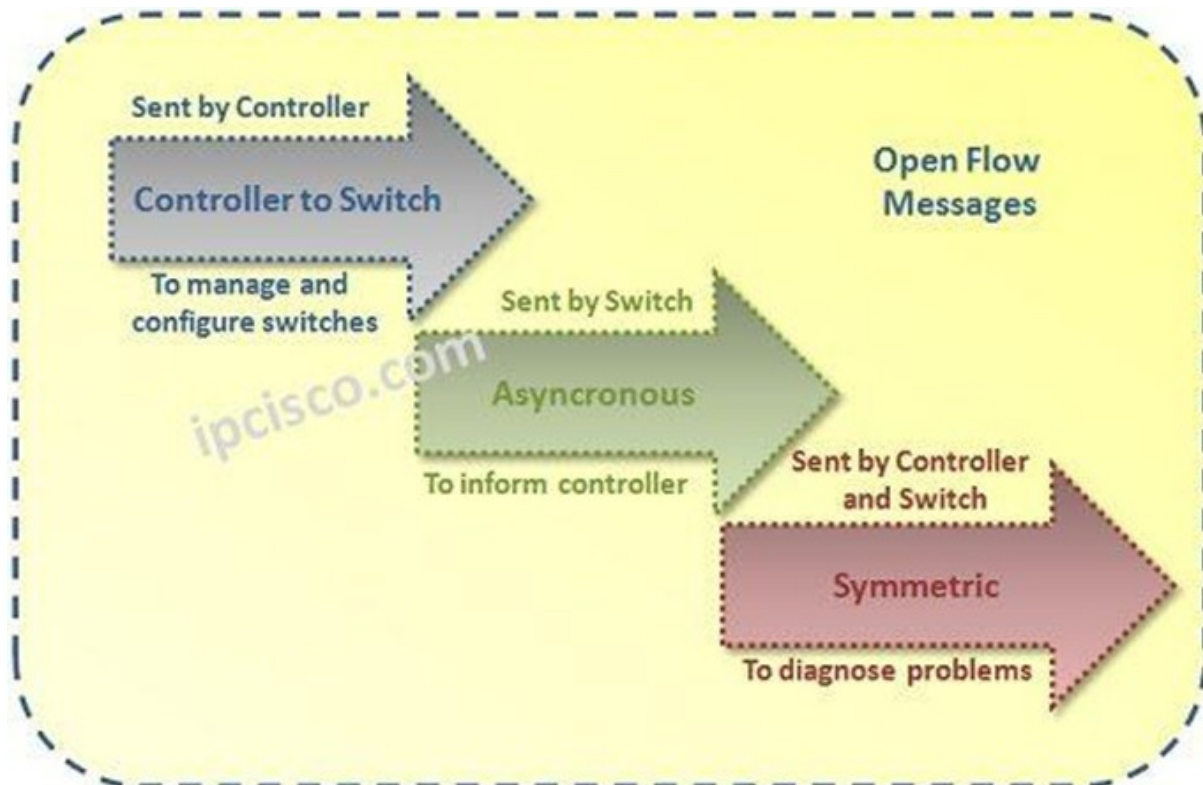 Open Flow
Messages
Sent by Controller
Controller to Switch
To manage and
configure switches
Sent by Switch
Asyncronous
To inform controller
Sent by Controller
and Switch
Symmetric
To diagnose problems
ipcisco.com